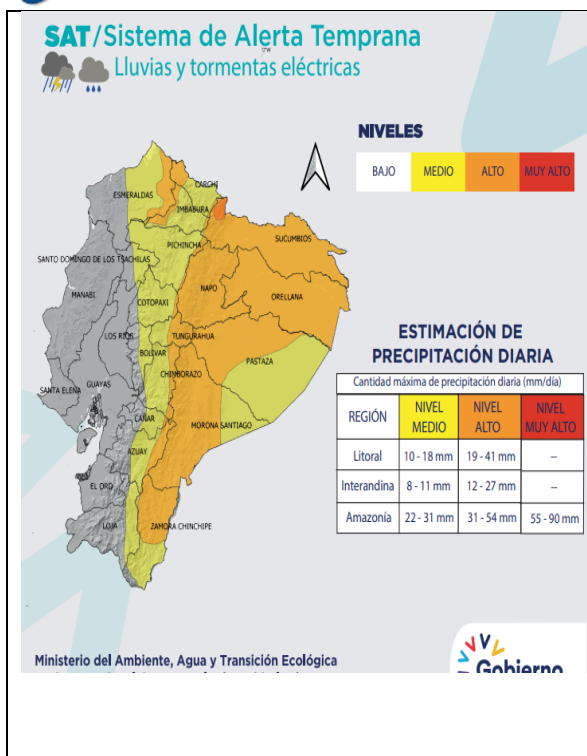 SAT/Sistema de Alerta Temprana
Lluvias y tormentas eléctricas
NIVELES
BAJO MEDIO ALTO MUY ALTO
CARCHI
ESMERALDAS
IMBABURA
SUCUMBIOS
PICHINCHA
SANTO DOMINGO DE LOS TSACHILAS
NAPO
MANABI
ORELLANA
COTOPAXI
LOS RIOS
TUNGURAHUA
BOLIVAR
PASTAZA
CHIMBORAZO
GUAYAS
SANTA ELENA
CAÑAR
MORONA SANTIAGO
AZUAY
EL ORO
LOJA
ZAMORA CHINCHIPE
ESTIMACIÓN DE
PRECIPITACIÓN DIARIA
Cantidad máxima de precipitación diaria (mm/día)
REGIÓN NIVEL MEDIO NIVEL ALTO NIVEL MUY ALTO
Litoral 10 - 18 mm 19 - 41 mm --
Interandina 8 - 11 mm 12 - 27 mm --
Amazonía 22 - 31 mm 31 - 54 mm 55 - 90 mm
Ministerio del Ambiente, Agua y Transición Ecológica
Gobierno